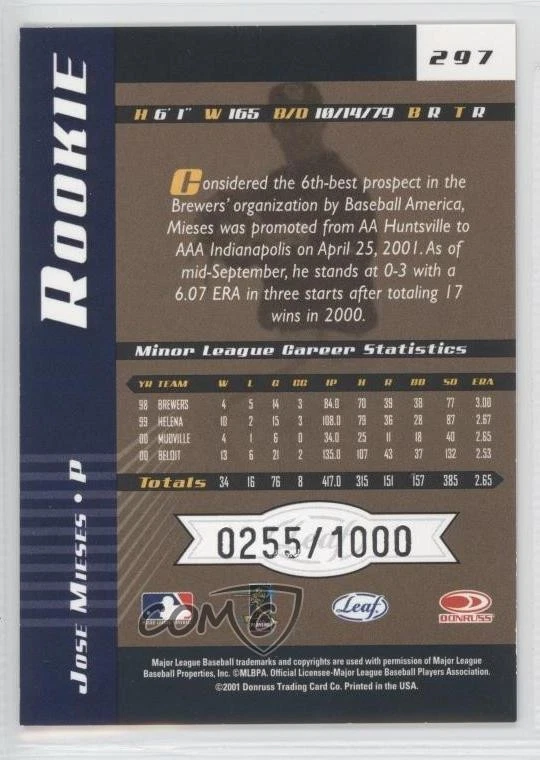 297
ROOKIE
JOSE MIESES • P
H 6' 1" W 165 B/D 10/14/79 B R T R
Considered the 6th-best prospect in the
Brewers' organization by Baseball America,
Mieses was promoted from AA Huntsville to
AAA Indianapolis on April 25, 2001. As of
mid-September, he stands at 0-3 with a
6.07 ERA in three starts after totaling 17
wins in 2000.
Minor League Career Statistics
YR TEAM W L G CG IP H R BB SO ERA
98 BREWERS 4 5 14 3 84.0 70 39 38 77 3.00
99 HELENA 10 2 15 3 108.0 79 36 28 87 2.67
00 MUDVILLE 4 1 6 0 34.0 25 11 18 40 2.65
00 BELOIT 13 6 21 2 135.0 107 43 37 132 2.53
Totals 34 16 76 8 417.0 315 151 157 385 2.65
Leaf
0255/1000
COMC
Leaf
DONRUSS
Major League Baseball trademarks and copyrights are used with permission of Major League
Baseball Properties, Inc. ©MLBPA. Official Licensee-Major League Baseball Players Association.
©2001 Donruss Trading Card Co. Printed in the USA.